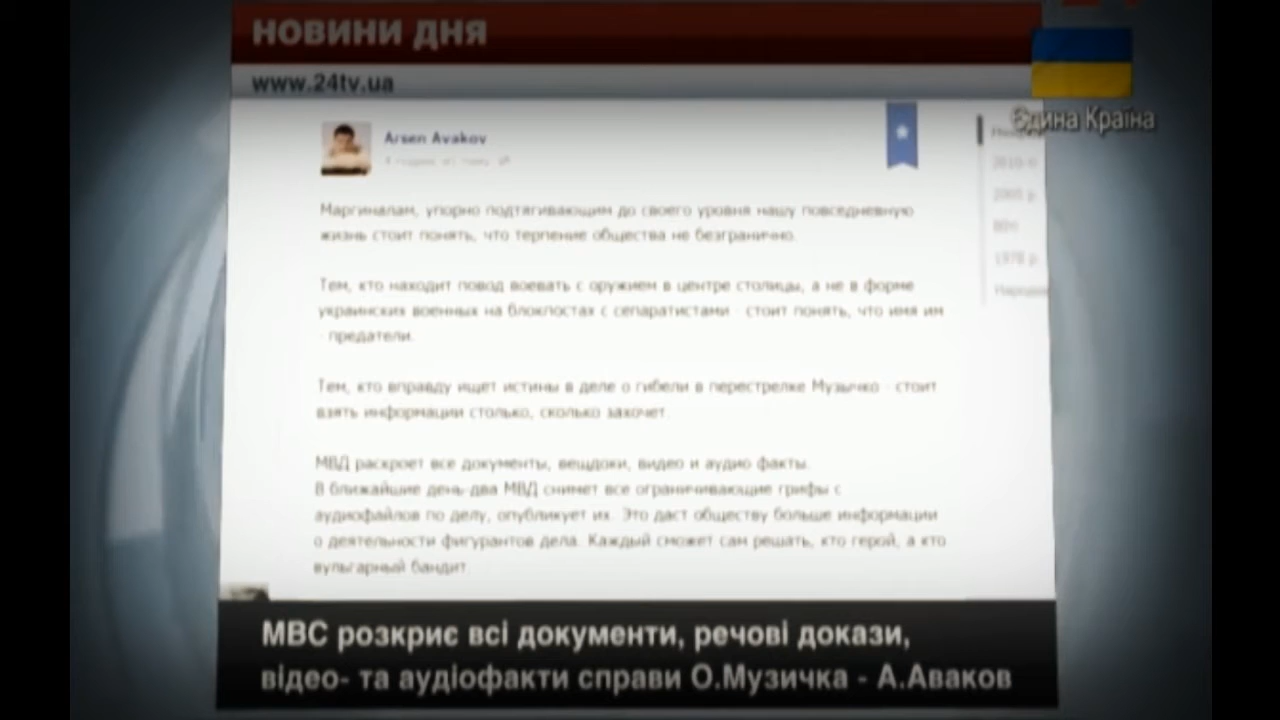 НОВИНИ ДНЯ
www.24tv.ua
Єдина Країна
Arsen Avakov
2010-ті
2000 р.
1978 р.
Маргиналам, упорно подтягивающим до своего уровня нашу повседневную
жизнь стоит понять, что терпение общества не безгранично.
Тем, кто находит повод воевать с оружием в центре столицы, а не в форме
украинских военных на блокпостах с сепаратистами - стоит понять, что имя им
- предатели.
Тем, кто вправду ищет истины в деле о гибели в перестрелке Музычко - стоит
взять информации столько, сколько захочет.
МВД раскроет все документы, вещдоки, видео и аудио факты.
В ближайшие день-два МВД снимет все ограничивающие грифы с
аудиофайлов по делу, опубликует их. Это даст обществу больше информации
о деятельности фигурантов дела. Каждый сможет сам решать, кто герой, а кто
вульгарный бандит.
МВС розкриє всі документи, речові докази,
відео- та аудіофакти справи О.Музичка - А.Аваков